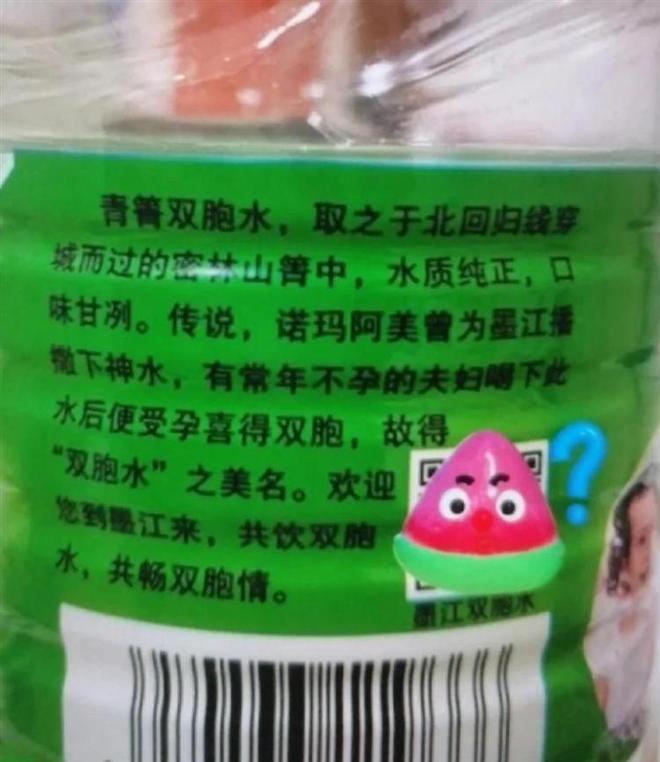 青箐双胞水，取之于北回归线穿
城而过的密林山箐中，水质纯正，口
味甘冽。传说，诺玛阿美曾为墨江播
撒下神水，有常年不孕的夫妇喝下此
水后便受孕喜得双胞，故得
“双胞水”之美名。欢迎
您到墨江来，共饮双胞
水，共畅双胞情。
?
墨江双胞水